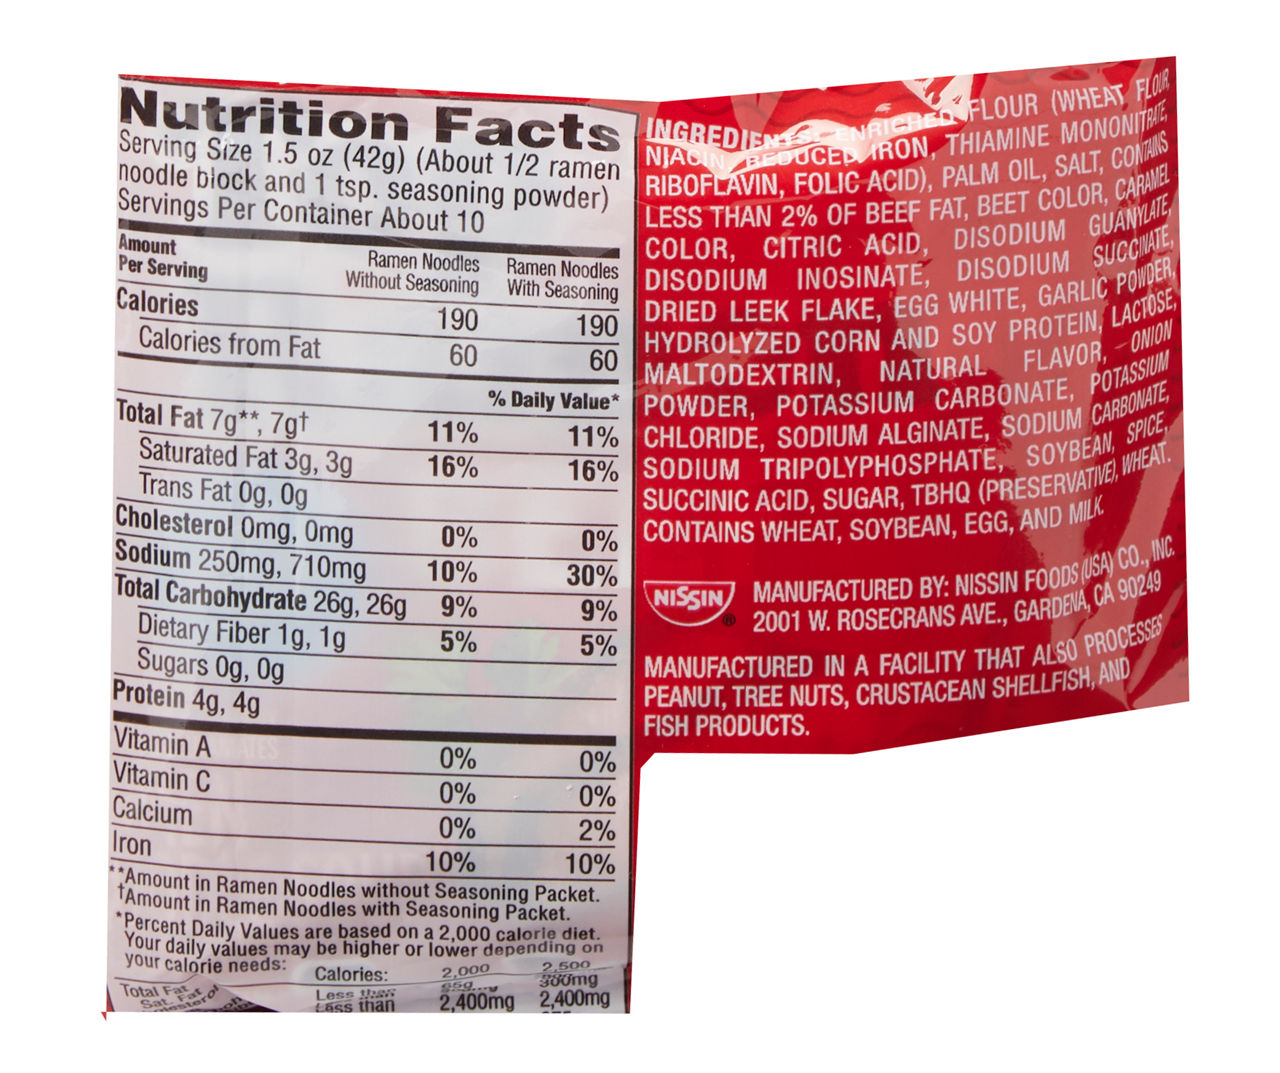 Nutrition Facts
Serving Size 1.5 oz (42g) (About 1/2 ramen
noodle block and 1 tsp. seasoning powder)
Servings Per Container About 10
Amount
Per Serving
Ramen Noodles
Without Seasoning
Ramen Noodles
With Seasoning
Calories 190 190
Calories from Fat 60 60
% Daily Value*
Total Fat 7g**, 7g† 11% 11%
Saturated Fat 3g, 3g 16% 16%
Trans Fat 0g, 0g
Cholesterol 0mg, 0mg 0% 0%
Sodium 250mg, 710mg 10% 30%
Total Carbohydrate 26g, 26g 9% 9%
Dietary Fiber 1g, 1g 5% 5%
Sugars 0g, 0g
Protein 4g, 4g
Vitamin A 0% 0%
Vitamin C 0% 0%
Calcium 0% 2%
Iron 10% 10%
**Amount in Ramen Noodles without Seasoning Packet.
†Amount in Ramen Noodles with Seasoning Packet.
*Percent Daily Values are based on a 2,000 calorie diet.
Your daily values may be higher or lower depending on
your calorie needs:
Calories: 2,000 2,500
Total Fat Less than 65g
Sat. Fat Less than
300mg
2,400mg 2,400mg
INGREDIENTS: ENRICHED FLOUR (WHEAT FLOUR,
NIACIN, REDUCED IRON, THIAMINE MONONITRATE,
RIBOFLAVIN, FOLIC ACID), PALM OIL, SALT, CONTAINS
LESS THAN 2% OF BEEF FAT, BEET COLOR, CARAMEL
COLOR, CITRIC ACID, DISODIUM GUANYLATE,
DISODIUM INOSINATE, DISODIUM SUCCINATE,
DRIED LEEK FLAKE, EGG WHITE, GARLIC POWDER,
HYDROLYZED CORN AND SOY PROTEIN, LACTOSE,
MALTODEXTRIN, NATURAL FLAVOR, ONION
POWDER, POTASSIUM CARBONATE, POTASSIUM
CHLORIDE, SODIUM ALGINATE, SODIUM CARBONATE,
SODIUM TRIPOLYPHOSPHATE, SOYBEAN, SPICE,
SUCCINIC ACID, SUGAR, TBHQ (PRESERVATIVE), WHEAT.
CONTAINS WHEAT, SOYBEAN, EGG, AND MILK.
NISSIN®
MANUFACTURED BY: NISSIN FOODS (USA) CO., INC.
2001 W. ROSECRANS AVE., GARDENA, CA 90249
MANUFACTURED IN A FACILITY THAT ALSO PROCESSES
PEANUT, TREE NUTS, CRUSTACEAN SHELLFISH, AND
FISH PRODUCTS.